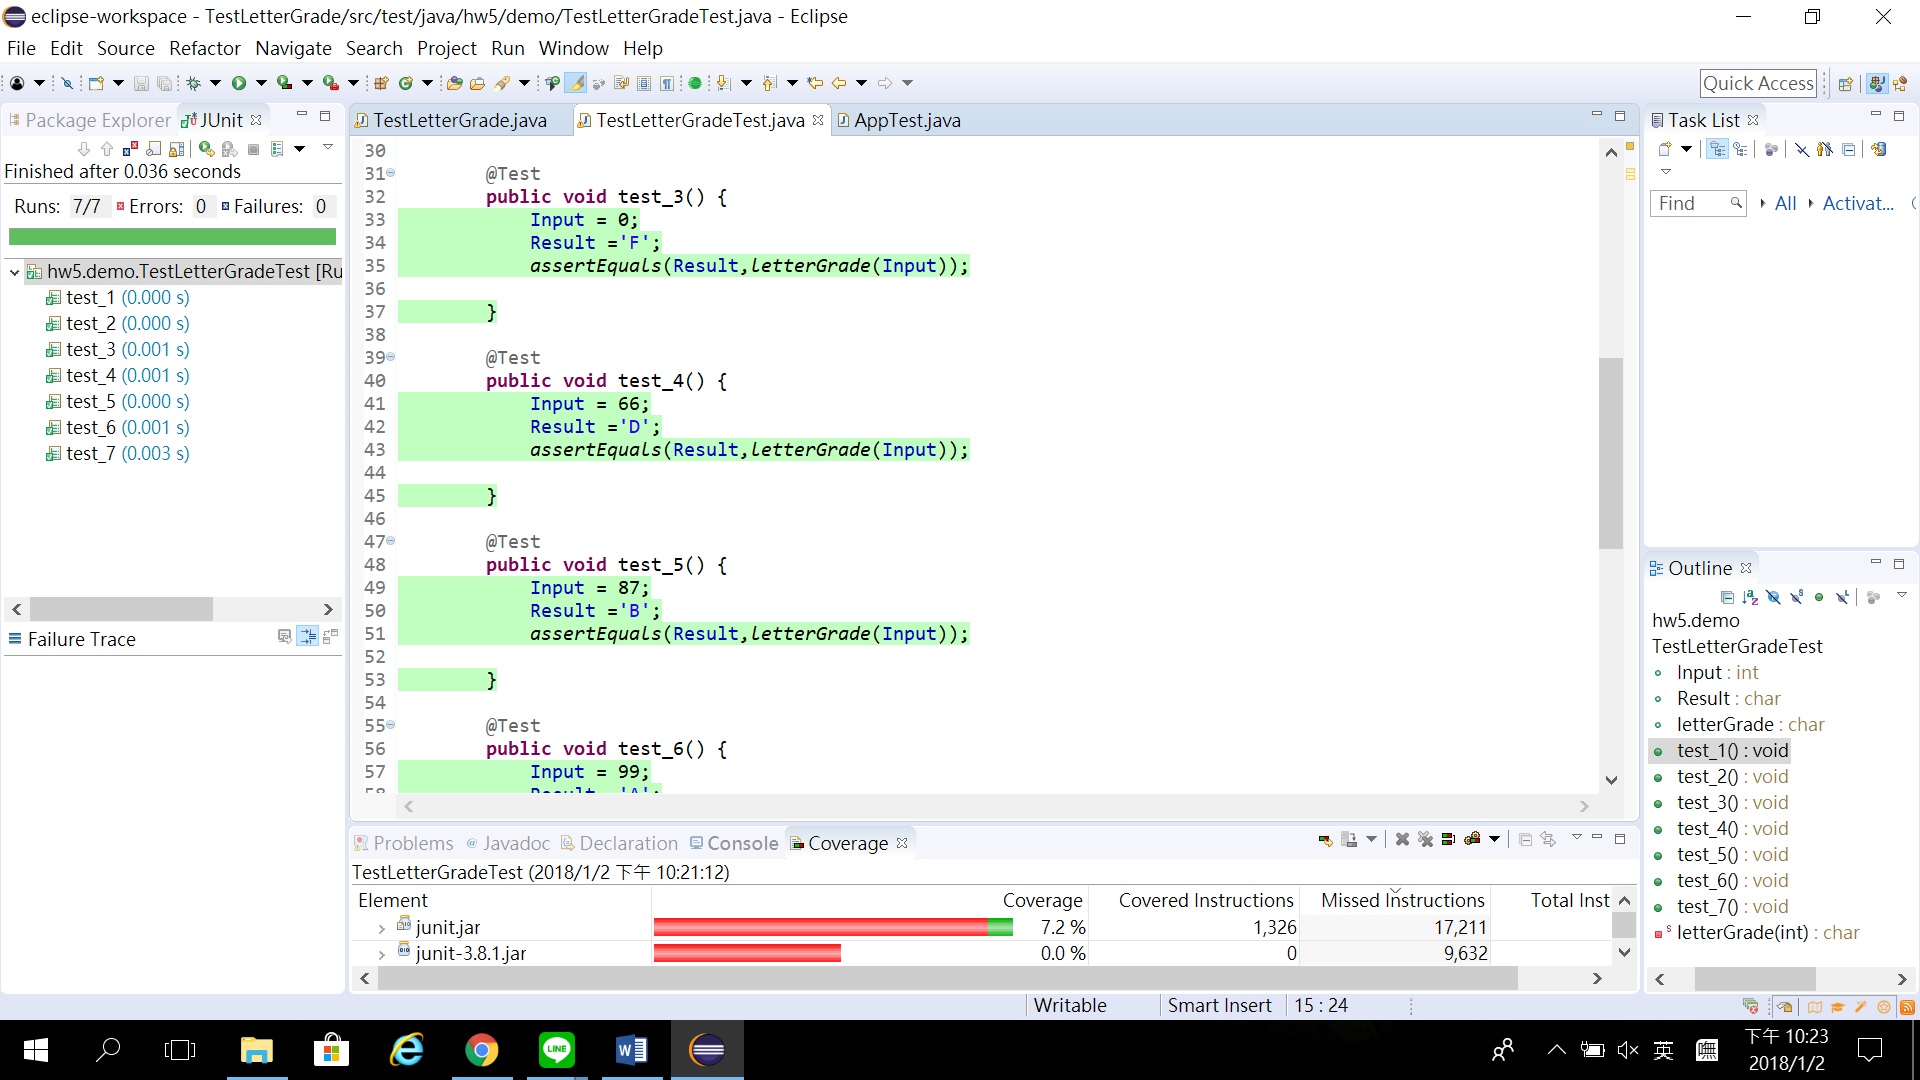 eclipse-workspace - TestLetterGrade/src/test/java/hw5/demo/TestLetterGradeTest.java - Eclipse
File Edit Source Refactor Navigate Search Project Run Window Help
Quick Access
Package Explorer JUnit
Finished after 0.036 seconds
Runs: 7/7 Errors: 0 Failures: 0
hw5.demo.TestLetterGradeTest [Ru
test_1 (0.000 s)
test_2 (0.000 s)
test_3 (0.001 s)
test_4 (0.001 s)
test_5 (0.000 s)
test_6 (0.001 s)
test_7 (0.003 s)
Failure Trace
TestLetterGrade.java TestLetterGradeTest.java AppTest.java
30
31 @Test
32 public void test_3() {
33 Input = 0;
34 Result ='F';
35 assertEquals(Result,letterGrade(Input));
36
37 }
38
39 @Test
40 public void test_4() {
41 Input = 66;
42 Result ='D';
43 assertEquals(Result,letterGrade(Input));
44
45 }
46
47 @Test
48 public void test_5() {
49 Input = 87;
50 Result ='B';
51 assertEquals(Result,letterGrade(Input));
52
53 }
54
55 @Test
56 public void test_6() {
57 Input = 99;
58 Result ='A';
Problems Javadoc Declaration Console Coverage
TestLetterGradeTest (2018/1/2 下午 10:21:12)
Element Coverage Covered Instructions Missed Instructions Total Inst
junit.jar 7.2 % 1,326 17,211
junit-3.8.1.jar 0.0 % 0 9,632
Task List
Find All Activat...
Outline
hw5.demo
TestLetterGradeTest
Input : int
Result : char
letterGrade : char
test_1() : void
test_2() : void
test_3() : void
test_4() : void
test_5() : void
test_6() : void
test_7() : void
letterGrade(int) : char
Writable Smart Insert 15 : 24
LINE
英
下午 10:23
2018/1/2